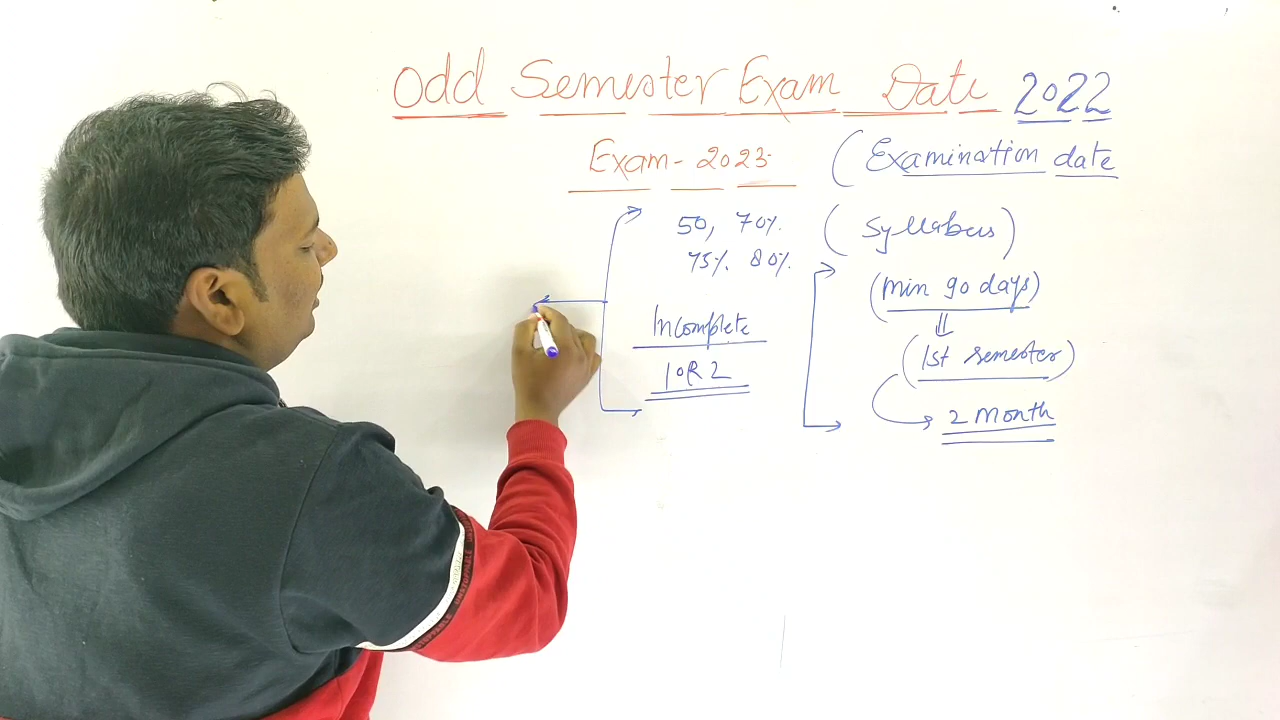 Odd Semester Exam Date 2022
Exam - 2023
(Examination date
50, 70%.
(Syllabus)
75%. 80%.
(min 90 days)
Incomplete
(1st semester)
1 OR 2
2 Month
UNSTOPPABLE